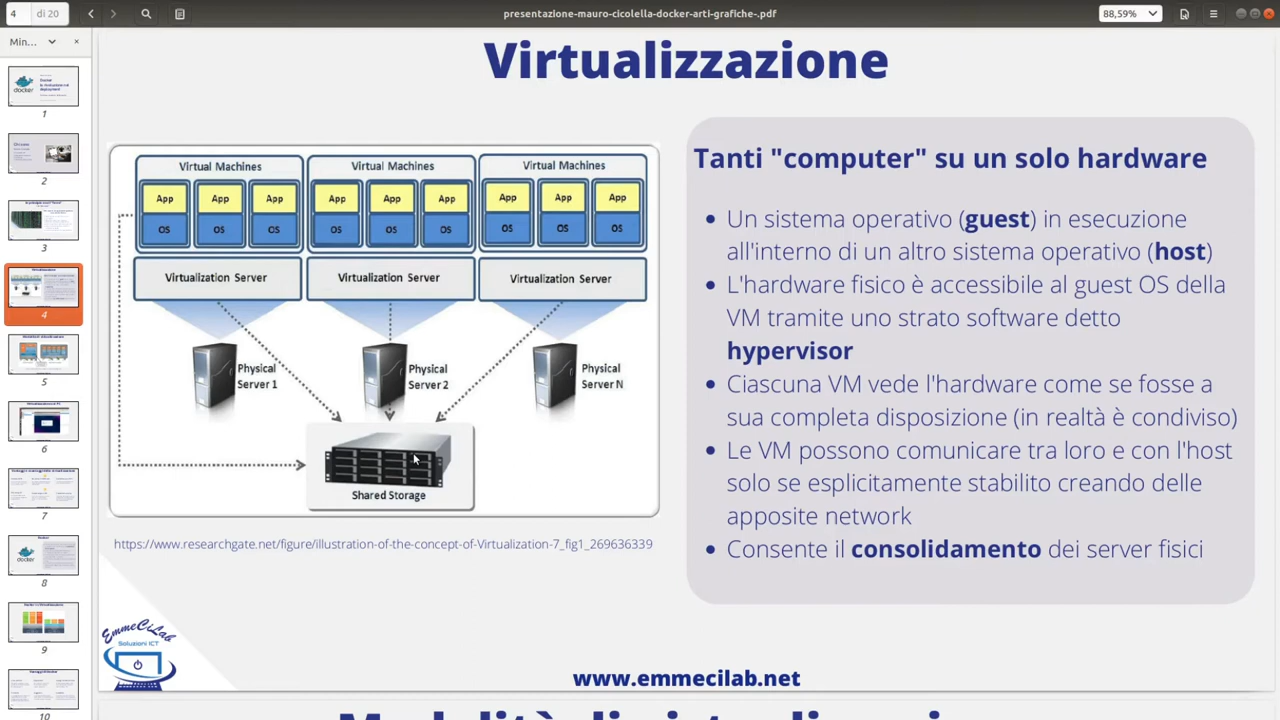 4
di 20
presentazione-mauro-cicolella-docker-arti-grafiche-.pdf
88,59%
Min...
1
2
3
4
5
6
7
8
9
10
Virtualizzazione
Virtual Machines
Virtual Machines
Virtual Machines
App App App App App App App App App
OS OS OS OS OS OS OS OS OS
Virtualization Server
Virtualization Server
Virtualization Server
Physical
Server 1
Physical
Server 2
Physical
Server N
Shared Storage
https://www.researchgate.net/figure/illustration-of-the-concept-of-Virtualization-7_fig1_269636339
Tanti "computer" su un solo hardware
• Un sistema operativo (guest) in esecuzione
all'interno di un altro sistema operativo (host)
• L'hardware fisico è accessibile al guest OS della
VM tramite uno strato software detto
hypervisor
• Ciascuna VM vede l'hardware come se fosse a
sua completa disposizione (in realtà è condiviso)
• Le VM possono comunicare tra loro e con l'host
solo se esplicitamente stabilito creando delle
apposite network
• Consente il consolidamento dei server fisici
EmmeCiLab
Soluzioni ICT
www.emmecilab.net